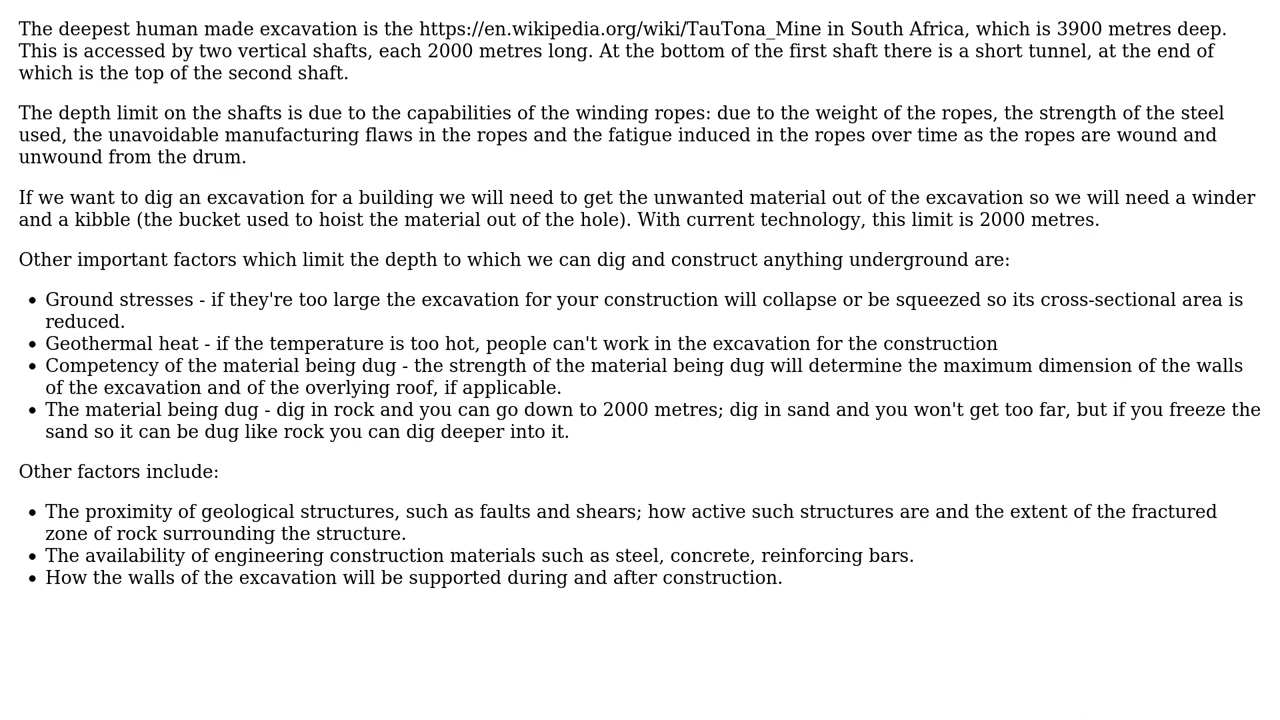 The deepest human made excavation is the https://en.wikipedia.org/wiki/TauTona_Mine in South Africa, which is 3900 metres deep.
This is accessed by two vertical shafts, each 2000 metres long. At the bottom of the first shaft there is a short tunnel, at the end of
which is the top of the second shaft.
The depth limit on the shafts is due to the capabilities of the winding ropes: due to the weight of the ropes, the strength of the steel
used, the unavoidable manufacturing flaws in the ropes and the fatigue induced in the ropes over time as the ropes are wound and
unwound from the drum.
If we want to dig an excavation for a building we will need to get the unwanted material out of the excavation so we will need a winder
and a kibble (the bucket used to hoist the material out of the hole). With current technology, this limit is 2000 metres.
Other important factors which limit the depth to which we can dig and construct anything underground are:
• Ground stresses - if they're too large the excavation for your construction will collapse or be squeezed so its cross-sectional area is
reduced.
• Geothermal heat - if the temperature is too hot, people can't work in the excavation for the construction
• Competency of the material being dug - the strength of the material being dug will determine the maximum dimension of the walls
of the excavation and of the overlying roof, if applicable.
• The material being dug - dig in rock and you can go down to 2000 metres; dig in sand and you won't get too far, but if you freeze the
sand so it can be dug like rock you can dig deeper into it.
Other factors include:
• The proximity of geological structures, such as faults and shears; how active such structures are and the extent of the fractured
zone of rock surrounding the structure.
• The availability of engineering construction materials such as steel, concrete, reinforcing bars.
• How the walls of the excavation will be supported during and after construction.